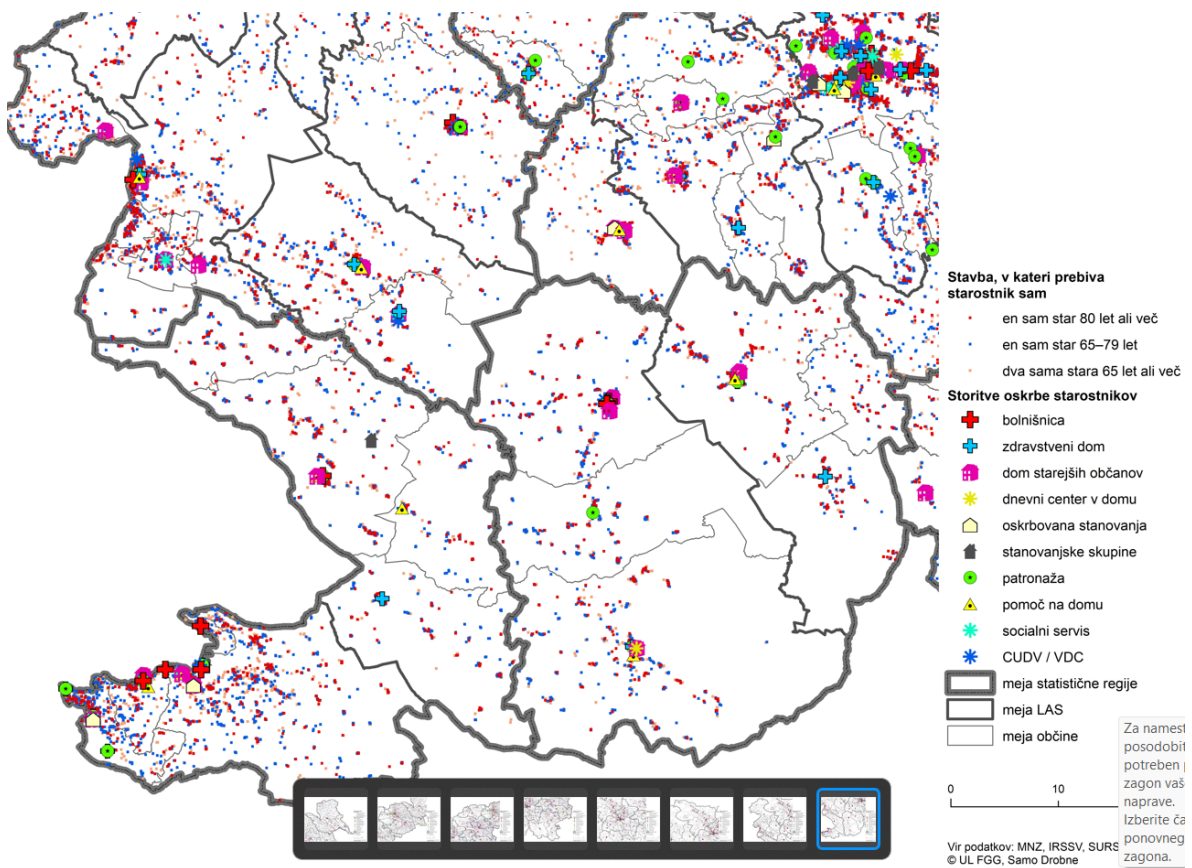 Stavba, v kateri prebiva
starostnik sam
en sam star 80 let ali več
en sam star 65–79 let
dva sama stara 65 let ali več
Storitve oskrbe starostnikov
bolnišnica
zdravstveni dom
dom starejših občanov
dnevni center v domu
oskrbovana stanovanja
stanovanjske skupine
patronaža
pomoč na domu
socialni servis
CUDV / VDC
meja statistične regije
meja LAS
meja občine
0 10
Vir podatkov: MNZ, IRSSV, SURS
© UL FGG, Samo Drobne
Za namest
posodobit
potreben p
zagon vaš
naprave.
Izberite ča
ponovneg
zagona.